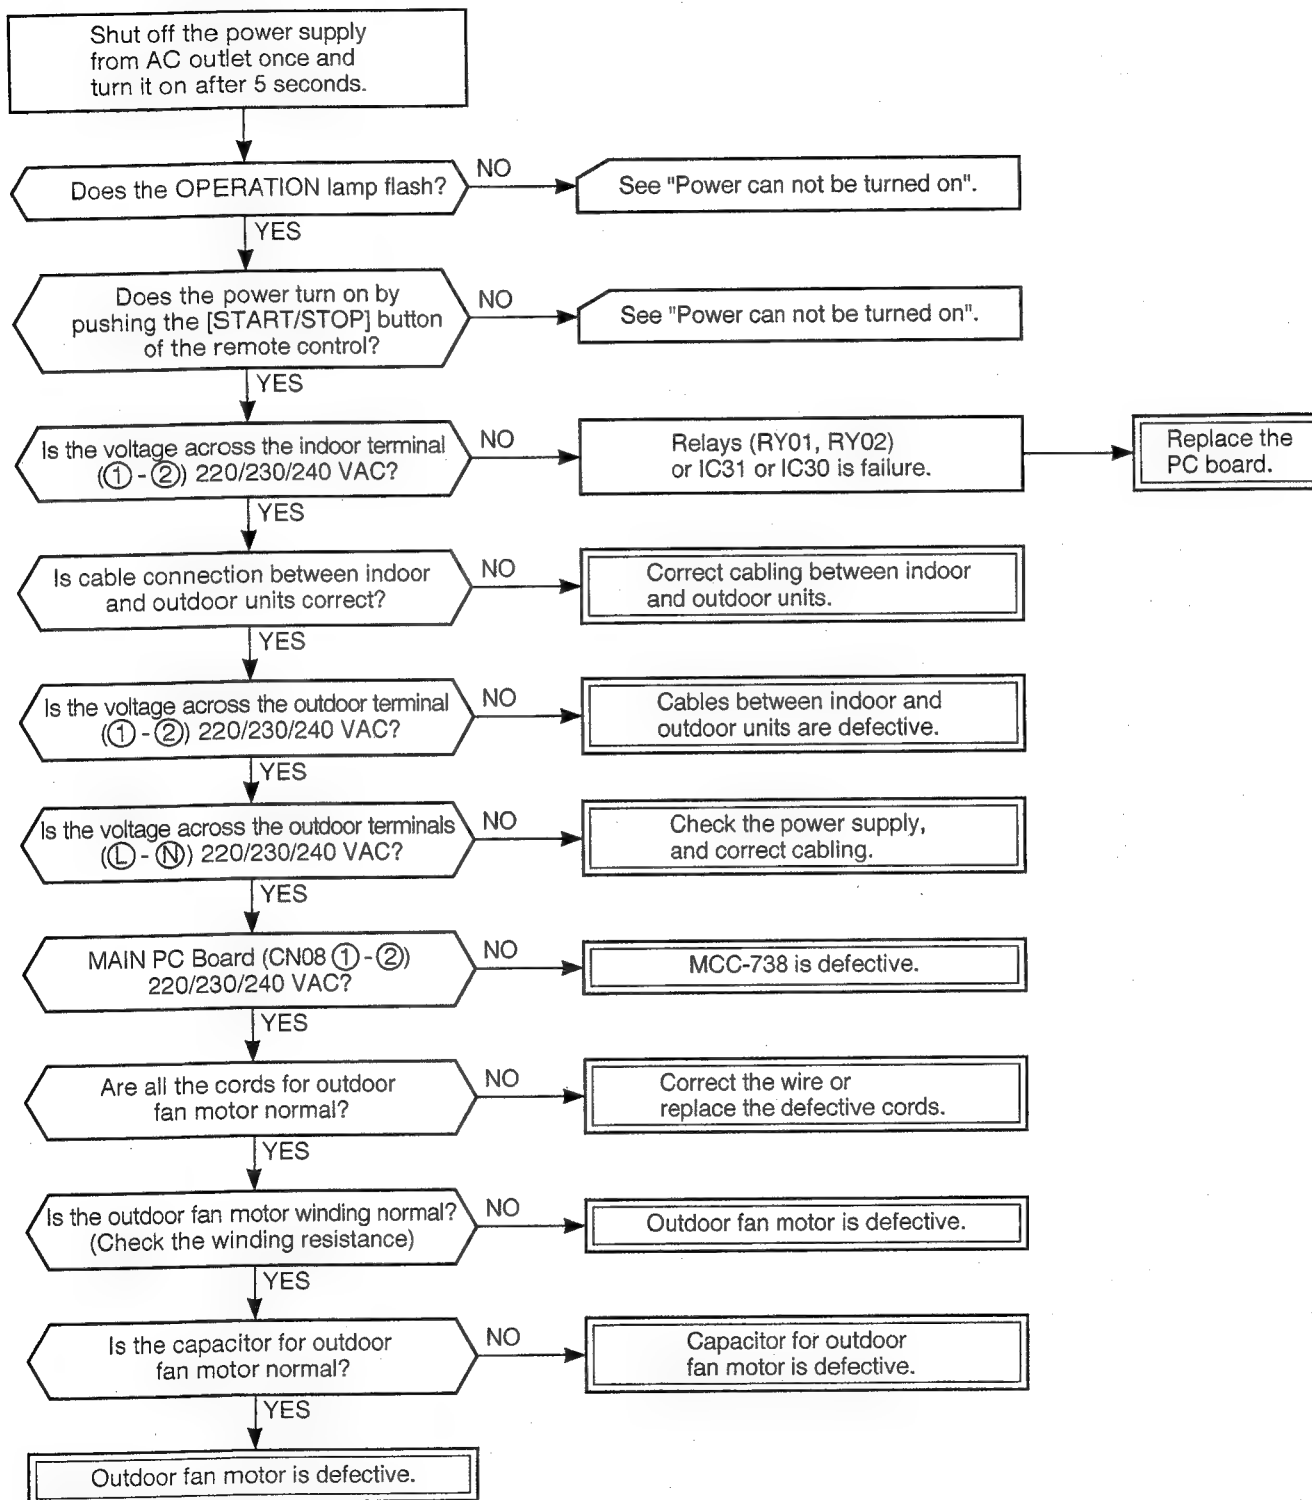 Shut off the power supply
from AC outlet once and
turn it on after 5 seconds.
Does the OPERATION lamp flash?
NO
See "Power can not be turned on".
YES
Does the power turn on by
pushing the [START/STOP] button
of the remote control?
NO
See "Power can not be turned on".
YES
Is the voltage across the indoor terminal
(① - ②) 220/230/240 VAC?
NO
Relays (RY01, RY02)
or IC31 or IC30 is failure.
Replace the
PC board.
YES
Is cable connection between indoor
and outdoor units correct?
NO
Correct cabling between indoor
and outdoor units.
YES
Is the voltage across the outdoor terminal
(① - ②) 220/230/240 VAC?
NO
Cables between indoor and
outdoor units are defective.
YES
Is the voltage across the outdoor terminals
(Ⓛ - Ⓝ) 220/230/240 VAC?
NO
Check the power supply,
and correct cabling.
YES
MAIN PC Board (CN08 ① - ②)
220/230/240 VAC?
NO
MCC-738 is defective.
YES
Are all the cords for outdoor
fan motor normal?
NO
Correct the wire or
replace the defective cords.
YES
Is the outdoor fan motor winding normal?
(Check the winding resistance)
NO
Outdoor fan motor is defective.
YES
Is the capacitor for outdoor
fan motor normal?
NO
Capacitor for outdoor
fan motor is defective.
YES
Outdoor fan motor is defective.